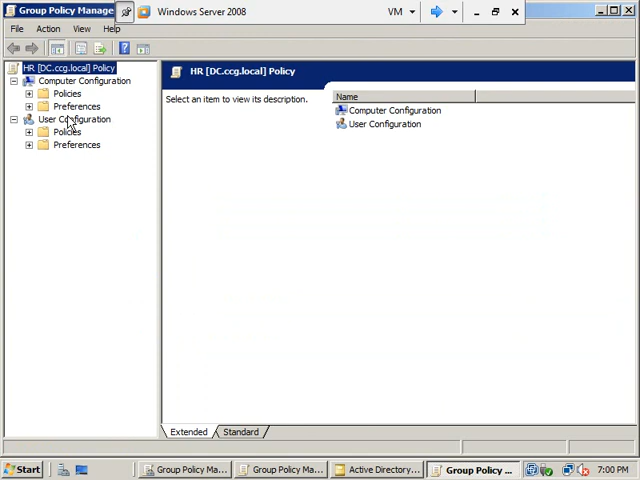 Group Policy Manage
Windows Server 2008
VM
File
Action
View
Help
HR [DC.ccg.local] Policy
Computer Configuration
Policies
Preferences
User Configuration
Policies
Preferences
HR [DC.ccg.local] Policy
Select an item to view its description.
Name
Computer Configuration
User Configuration
Extended
Standard
Start
Group Policy Ma...
Group Policy Ma...
Active Directory...
Group Policy ...
7:00 PM